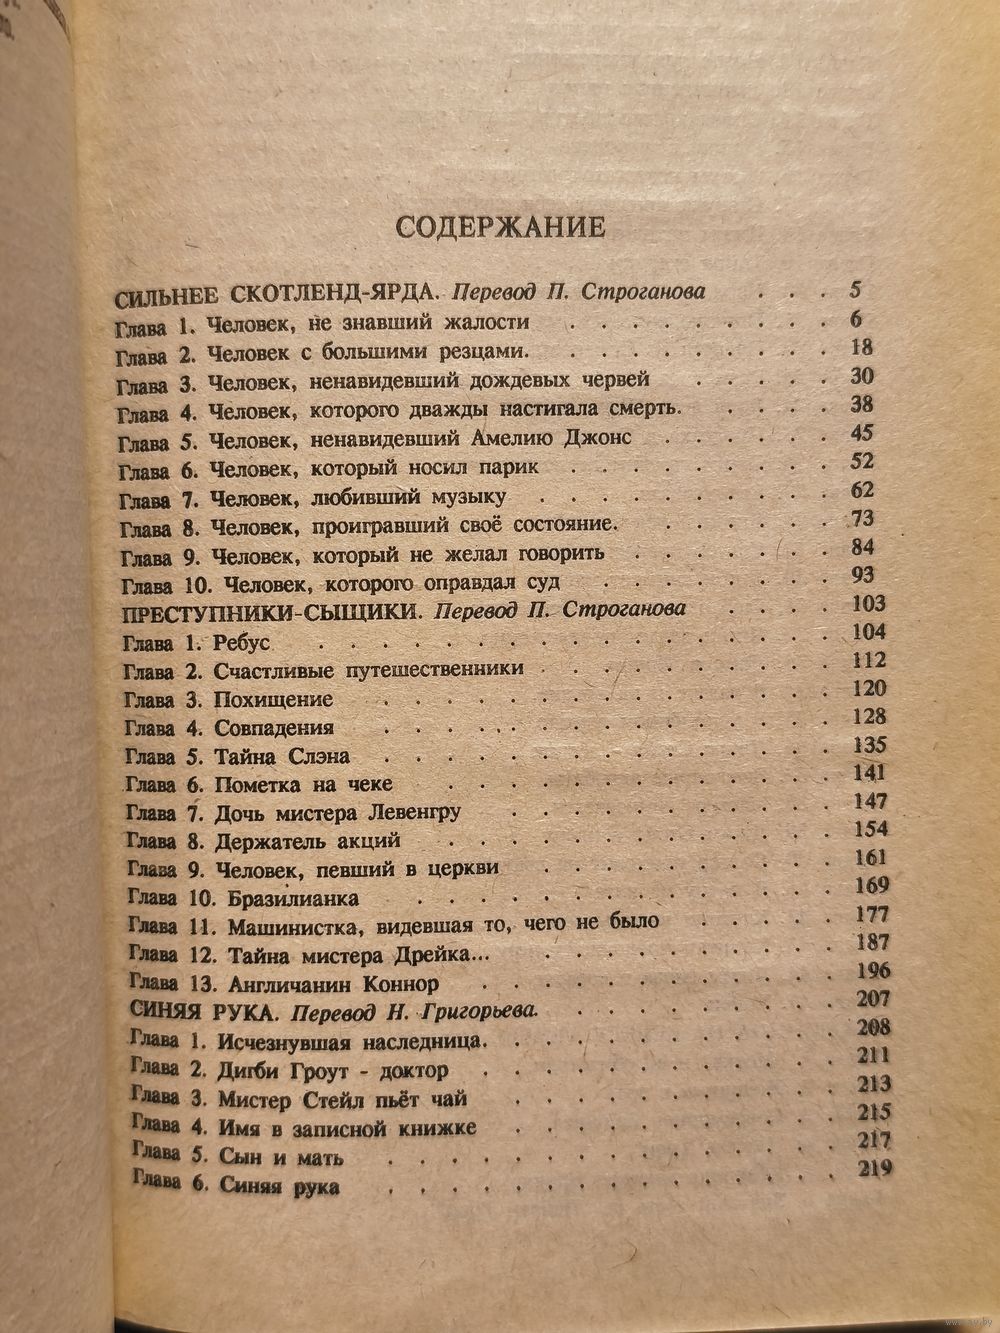 СОДЕРЖАНИЕ
СИЛЬНЕЕ СКОТЛЕНД-ЯРДА. Перевод П. Строганова . . . 5
Глава 1. Человек, не знавший жалости . . . . . . . . . 6
Глава 2. Человек с большими резцами. . . . . . . . . . 18
Глава 3. Человек, ненавидевший дождевых червей . . . . . 30
Глава 4. Человек, которого дважды настигала смерть. . . . . 38
Глава 5. Человек, ненавидевший Амелию Джонс . . . . . . 45
Глава 6. Человек, который носил парик . . . . . . . . . 52
Глава 7. Человек, любивший музыку . . . . . . . . . . 62
Глава 8. Человек, проигравший своё состояние. . . . . . . 73
Глава 9. Человек, который не желал говорить . . . . . . . 84
Глава 10. Человек, которого оправдал суд . . . . . . . . 93
ПРЕСТУПНИКИ-СЫЩИКИ. Перевод П. Строганова . . . . 103
Глава 1. Ребус . . . . . . . . . . . . . . . . . 104
Глава 2. Счастливые путешественники . . . . . . . . . . 112
Глава 3. Похищение . . . . . . . . . . . . . . . 120
Глава 4. Совпадения . . . . . . . . . . . . . . . 128
Глава 5. Тайна Слэна . . . . . . . . . . . . . . . 135
Глава 6. Пометка на чеке . . . . . . . . . . . . . 141
Глава 7. Дочь мистера Левенгру . . . . . . . . . . . 147
Глава 8. Держатель акций . . . . . . . . . . . . . 154
Глава 9. Человек, певший в церкви . . . . . . . . . . 161
Глава 10. Бразилианка . . . . . . . . . . . . . . 169
Глава 11. Машинистка, видевшая то, чего не было . . . . . 177
Глава 12. Тайна мистера Дрейка... . . . . . . . . . . 187
Глава 13. Англичанин Коннор . . . . . . . . . . . . 196
СИНЯЯ РУКА. Перевод Н. Григорьева. . . . . . . . . . 207
Глава 1. Исчезнувшая наследница. . . . . . . . . . . . 208
Глава 2. Дигби Гроут - доктор . . . . . . . . . . . . 211
Глава 3. Мистер Стейл пьёт чай . . . . . . . . . . . 213
Глава 4. Имя в записной книжке . . . . . . . . . . . 215
Глава 5. Сын и мать . . . . . . . . . . . . . . . 217
Глава 6. Синяя рука . . . . . . . . . . . . . . . 219